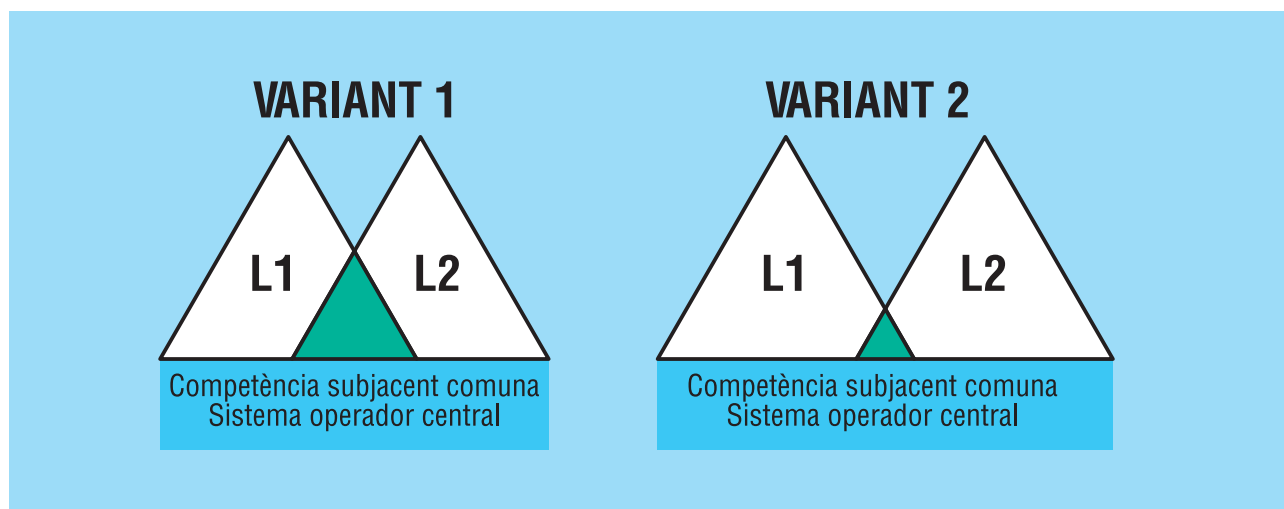 VARIANT 1
L1
L2
Competència subjacent comuna
Sistema operador central
VARIANT 2
L1
L2
Competència subjacent comuna
Sistema operador central